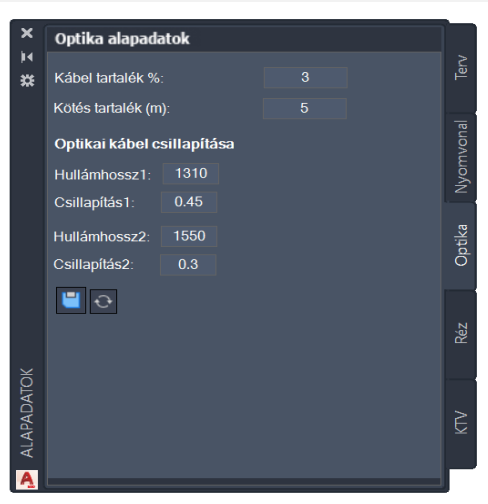 Optika alapadatok
Kábel tartalék %: 3
Kötés tartalék (m): 5
Optikai kábel csillapítása
Hullámhossz1: 1310
Csillapítás1: 0.45
Hullámhossz2: 1550
Csillapítás2: 0.3
Terv
Nyomvonal
Optika
Réz
KTV
ALAPADATOK
A